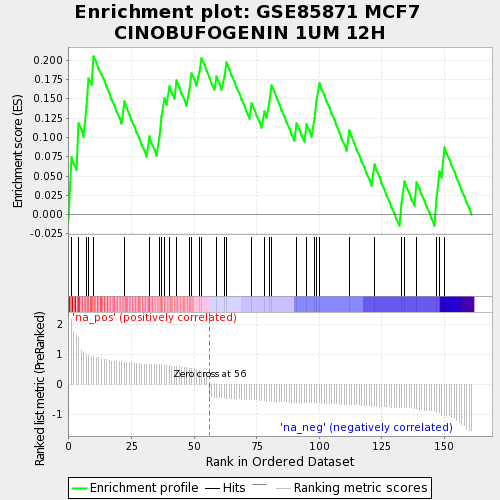 Enrichment plot: GSE85871 MCF7
CINOBUFOGENIN 1UM 12H
Enrichment score (ES)
0.200
0.175
0.150
0.125
0.100
0.075
0.050
0.025
0.000
-0.025
'na_pos' (positively correlated)
Ranked list metric (PreRanked)
2
1
0
-1
Zero cross at 56
'na_neg' (negatively correlated)
0 25 50 75 100 125 150
Rank in Ordered Dataset
Enrichment profile Hits Ranking metric scores